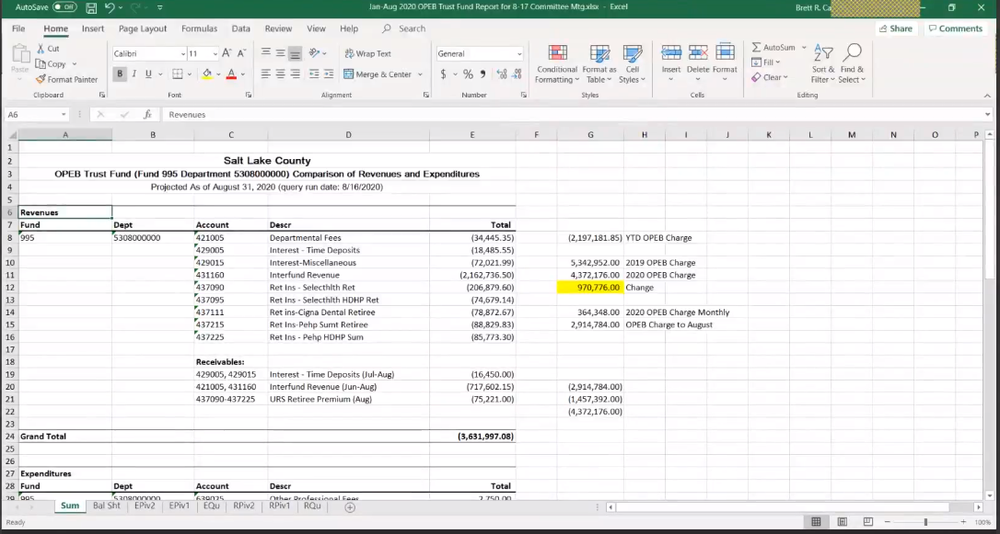 AutoSave Off Jan-Aug 2020 OPEB Trust Fund Report for 8-17 Committee Mtg.xlsx - Excel Brett R. Ca
File Home Insert Page Layout Formulas Data Review View Help Search Share Comments
Paste Cut Copy Format Painter Calibri 11 Wrap Text General Conditional Formatting Format as Table Cell Styles Insert Delete Format AutoSum Fill Clear Sort & Filter Find & Select
B I U Merge & Center $ %
Clipboard Font Alignment Number Styles Cells Editing
A6 fx Revenues
A B C D E F G H I J K L M N O P
1
2 Salt Lake County
3 OPEB Trust Fund (Fund 995 Department 5308000000) Comparison of Revenues and Expenditures
4 Projected As of August 31, 2020 (query run date: 8/16/2020)
5
6 Revenues
7 Fund Dept Account Descr Total
8 995 5308000000 421005 Departmental Fees (34,445.35) (2,197,181.85) YTD OPEB Charge
9 429005 Interest - Time Deposits (18,485.55)
10 429015 Interest-Miscellaneous (72,021.99) 5,342,952.00 2019 OPEB Charge
11 431160 Interfund Revenue (2,162,736.50) 4,372,176.00 2020 OPEB Charge
12 437090 Ret Ins - Selecthlth Ret (206,879.60) 970,776.00 Change
13 437095 Ret Ins - Selecthlth HDHP Ret (74,679.14)
14 437111 Ret ins-Cigna Dental Retiree (78,872.67) 364,348.00 2020 OPEB Charge Monthly
15 437215 Ret Ins-Pehp Sumt Retiree (88,829.83) 2,914,784.00 OPEB Charge to August
16 437225 Ret Ins - Pehp HDHP Sum (85,773.30)
17
18 Receivables:
19 429005, 429015 Interest - Time Deposits (Jul-Aug) (16,450.00)
20 421005, 431160 Interfund Revenue (Jun-Aug) (717,602.15) (2,914,784.00)
21 437090-437225 URS Retiree Premium (Aug) (75,221.00) (1,457,392.00)
22 (4,372,176.00)
23
24 Grand Total (3,631,997.08)
25
26
27 Expenditures
28 Fund Dept Account Descr Total
29 995 5308000000 639025 Other Professional Fees 2,750.00
Sum Bal Sht EPiv2 EPiv1 EQu RPiv2 RPiv1 RQu
Ready 100%